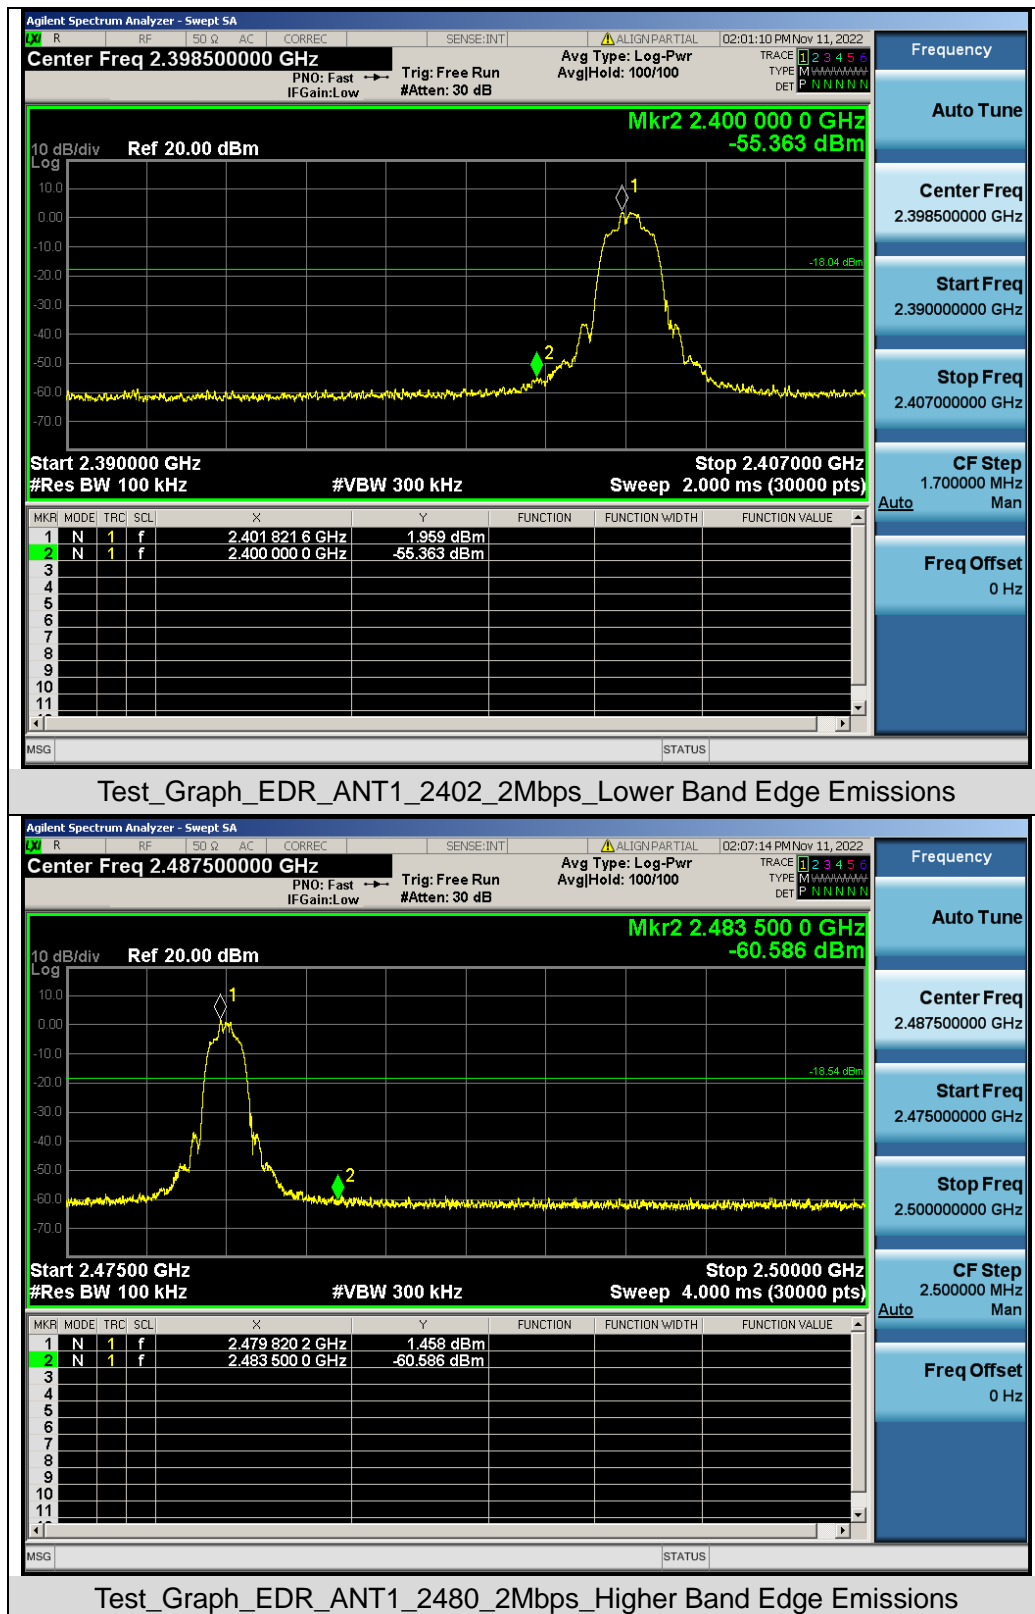 Agilent Spectrum Analyzer - Swept SA
LXI R RF 50 Ω AC CORREC SENSE:INT ALIGN PARTIAL 02:01:10 PM Nov 11, 2022
Center Freq 2.398500000 GHz
PNO: Fast Trig: Free Run Avg Type: Log-Pwr TRACE 1 2 3 4 5 6
IFGain:Low #Atten: 30 dB Avg|Hold: 100/100 TYPE M WWWWW
DET P N N N N N
Mkr2 2.400 000 0 GHz
10 dB/div Ref 20.00 dBm -55.363 dBm
Log
10.0
0.00
-10.0
-20.0
-30.0
-40.0
-50.0
-60.0
-70.0
1
-18.04 dBm
2
Start 2.390000 GHz Stop 2.407000 GHz
#Res BW 100 kHz #VBW 300 kHz Sweep 2.000 ms (30000 pts)
MKR MODE TRC SCL X Y FUNCTION FUNCTION WIDTH FUNCTION VALUE
1 N 1 f 2.401 821 6 GHz 1.959 dBm
2 N 1 f 2.400 000 0 GHz -55.363 dBm
3
4
5
6
7
8
9
10
11
MSG STATUS
Frequency
Auto Tune
Center Freq
2.398500000 GHz
Start Freq
2.390000000 GHz
Stop Freq
2.407000000 GHz
CF Step
1.700000 MHz
Auto Man
Freq Offset
0 Hz
Test_Graph_EDR_ANT1_2402_2Mbps_Lower Band Edge Emissions
Agilent Spectrum Analyzer - Swept SA
LXI R RF 50 Ω AC CORREC SENSE:INT ALIGN PARTIAL 02:07:14 PM Nov 11, 2022
Center Freq 2.487500000 GHz
PNO: Fast Trig: Free Run Avg Type: Log-Pwr TRACE 1 2 3 4 5 6
IFGain:Low #Atten: 30 dB Avg|Hold: 100/100 TYPE M WWWWW
DET P N N N N N
Mkr2 2.483 500 0 GHz
10 dB/div Ref 20.00 dBm -60.586 dBm
Log
10.0
0.00
-10.0
-20.0
-30.0
-40.0
-50.0
-60.0
-70.0
1
-18.54 dBm
2
Start 2.47500 GHz Stop 2.50000 GHz
#Res BW 100 kHz #VBW 300 kHz Sweep 4.000 ms (30000 pts)
MKR MODE TRC SCL X Y FUNCTION FUNCTION WIDTH FUNCTION VALUE
1 N 1 f 2.479 820 2 GHz 1.458 dBm
2 N 1 f 2.483 500 0 GHz -60.586 dBm
3
4
5
6
7
8
9
10
11
MSG STATUS
Frequency
Auto Tune
Center Freq
2.487500000 GHz
Start Freq
2.475000000 GHz
Stop Freq
2.500000000 GHz
CF Step
2.500000 MHz
Auto Man
Freq Offset
0 Hz
Test_Graph_EDR_ANT1_2480_2Mbps_Higher Band Edge Emissions